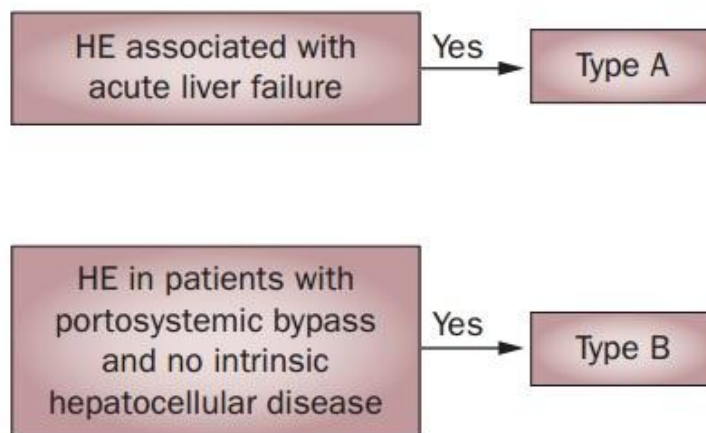 HE associated with
acute liver failure
Yes
Type A
HE in patients with
portosystemic bypass
and no intrinsic
hepatocellular disease
Yes
Type B